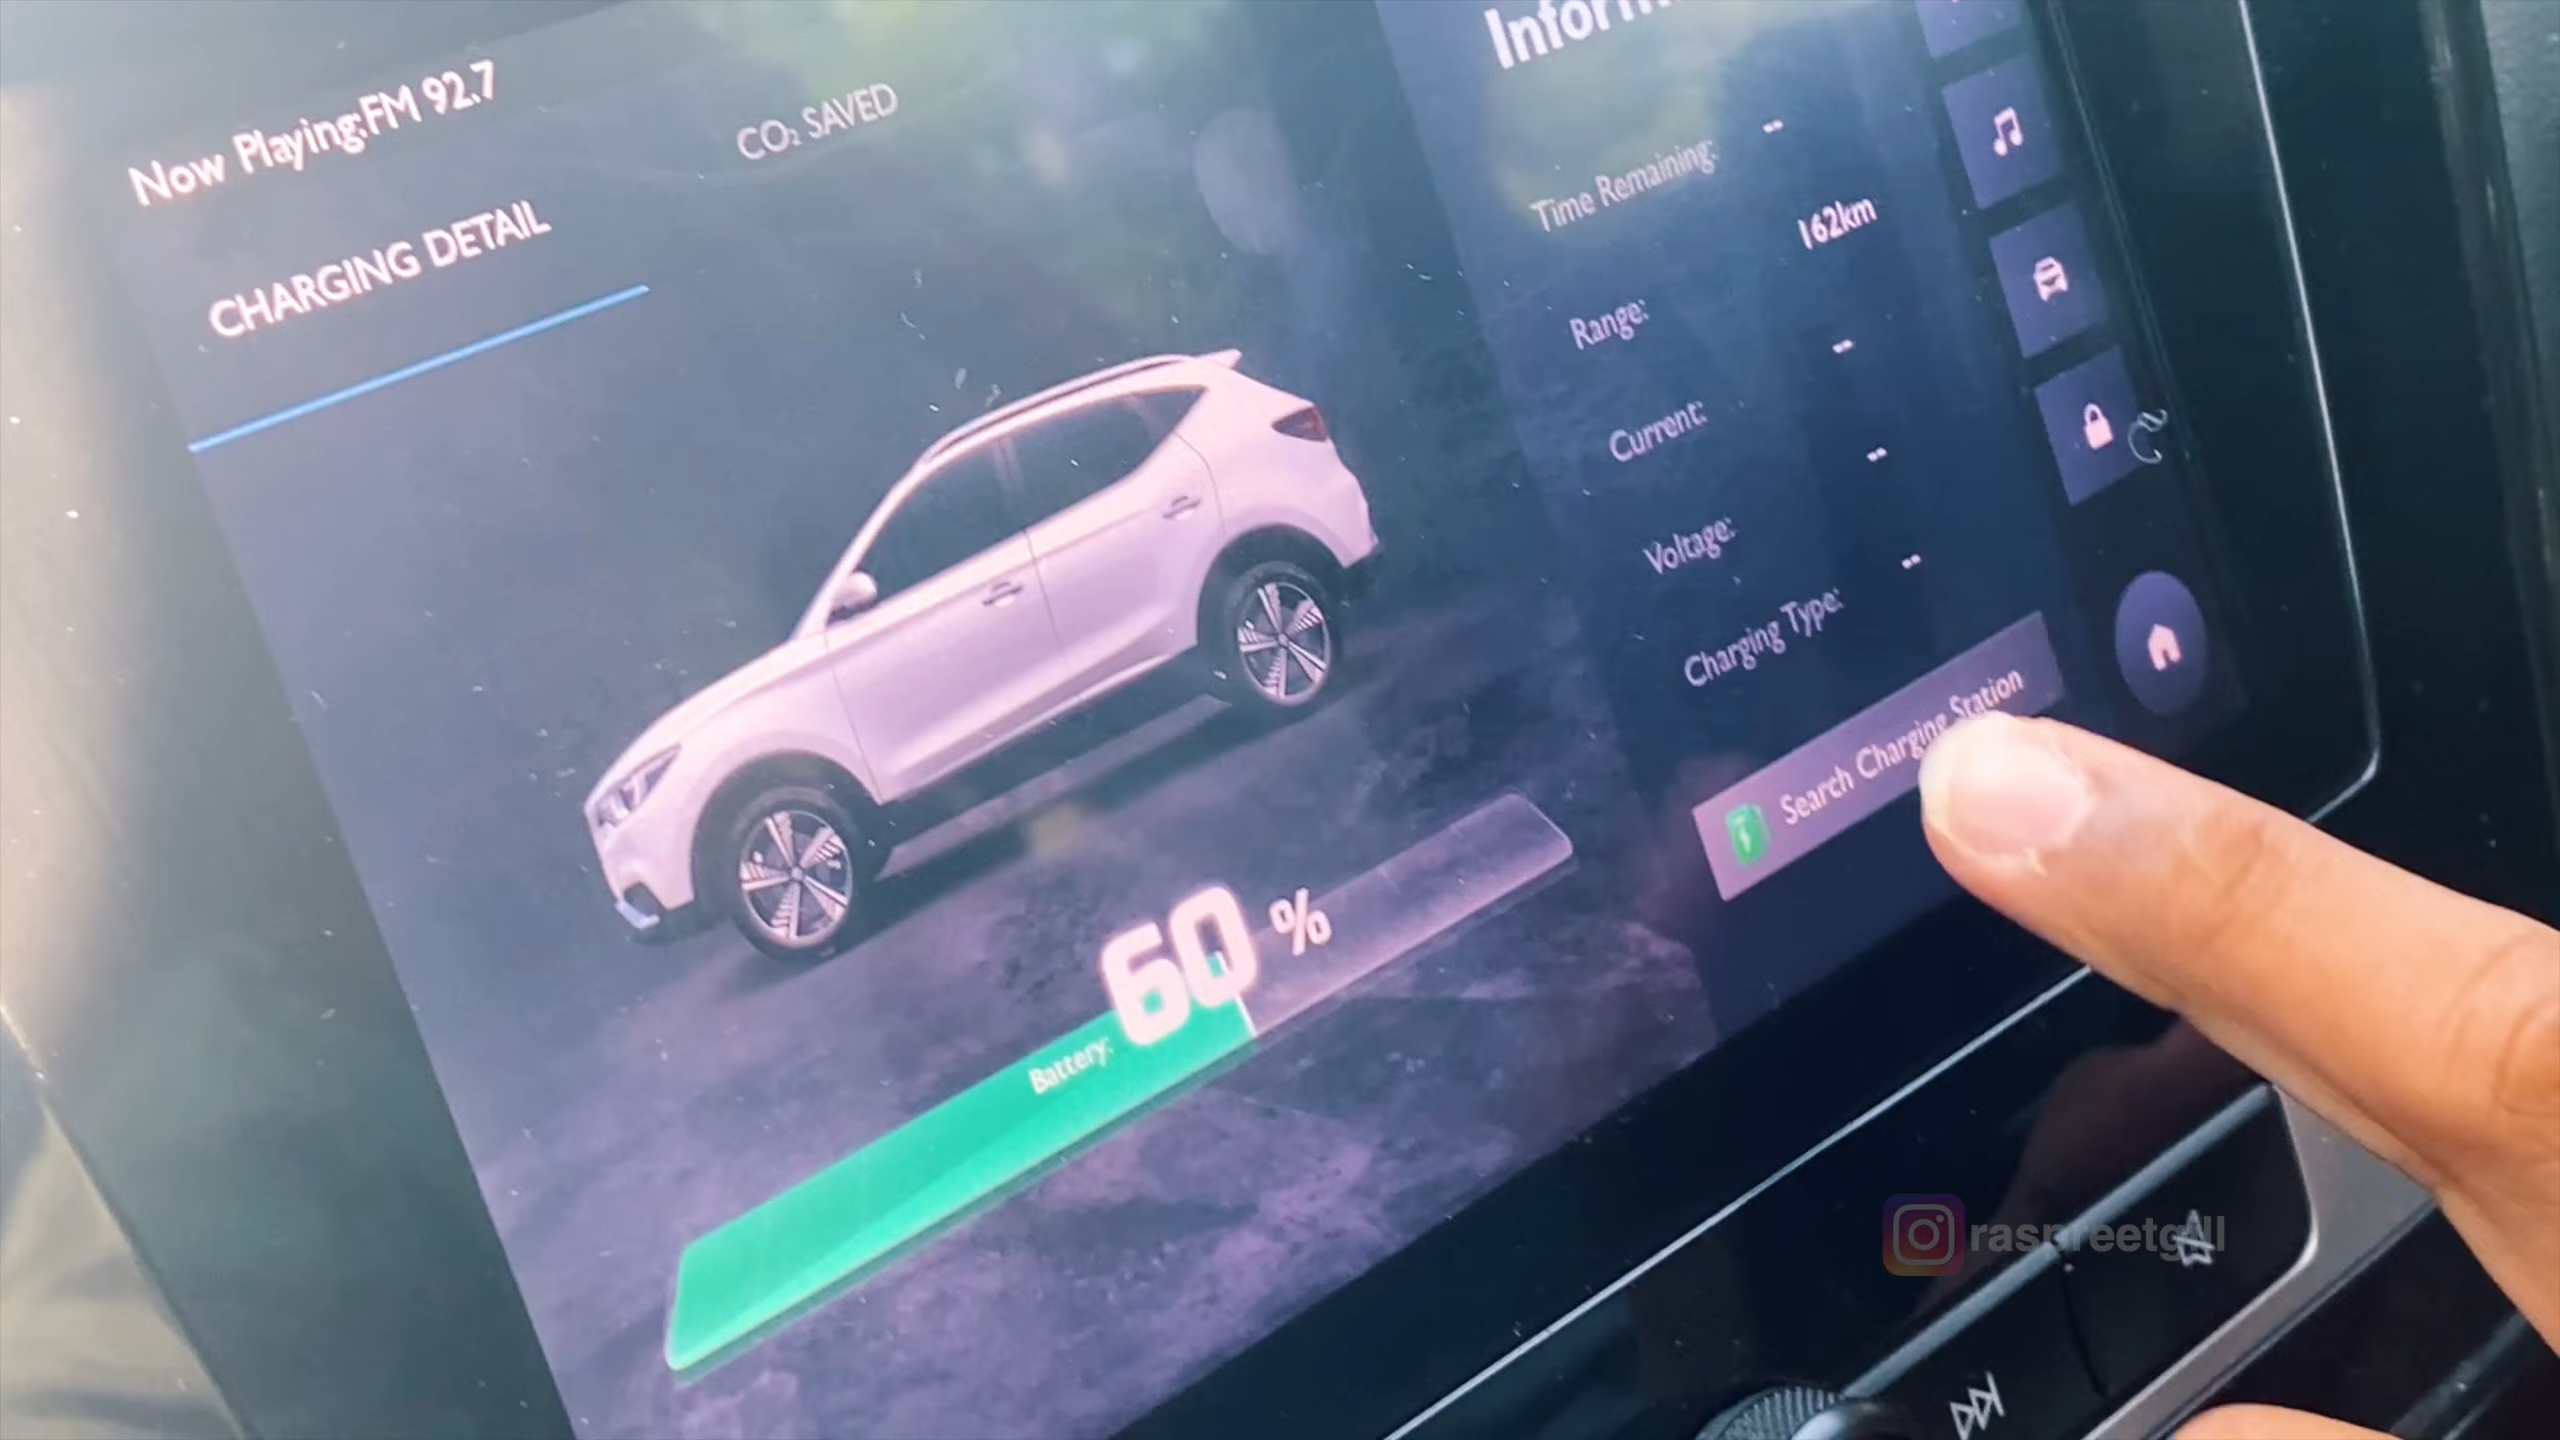 Now Playing:FM 92.7
CHARGING DETAIL
CO₂ SAVED
Time Remaining: --
Range: 162km
Current: --
Voltage: --
Charging Type: --
Search Charging Station
Battery: 60 %
raspreetgill